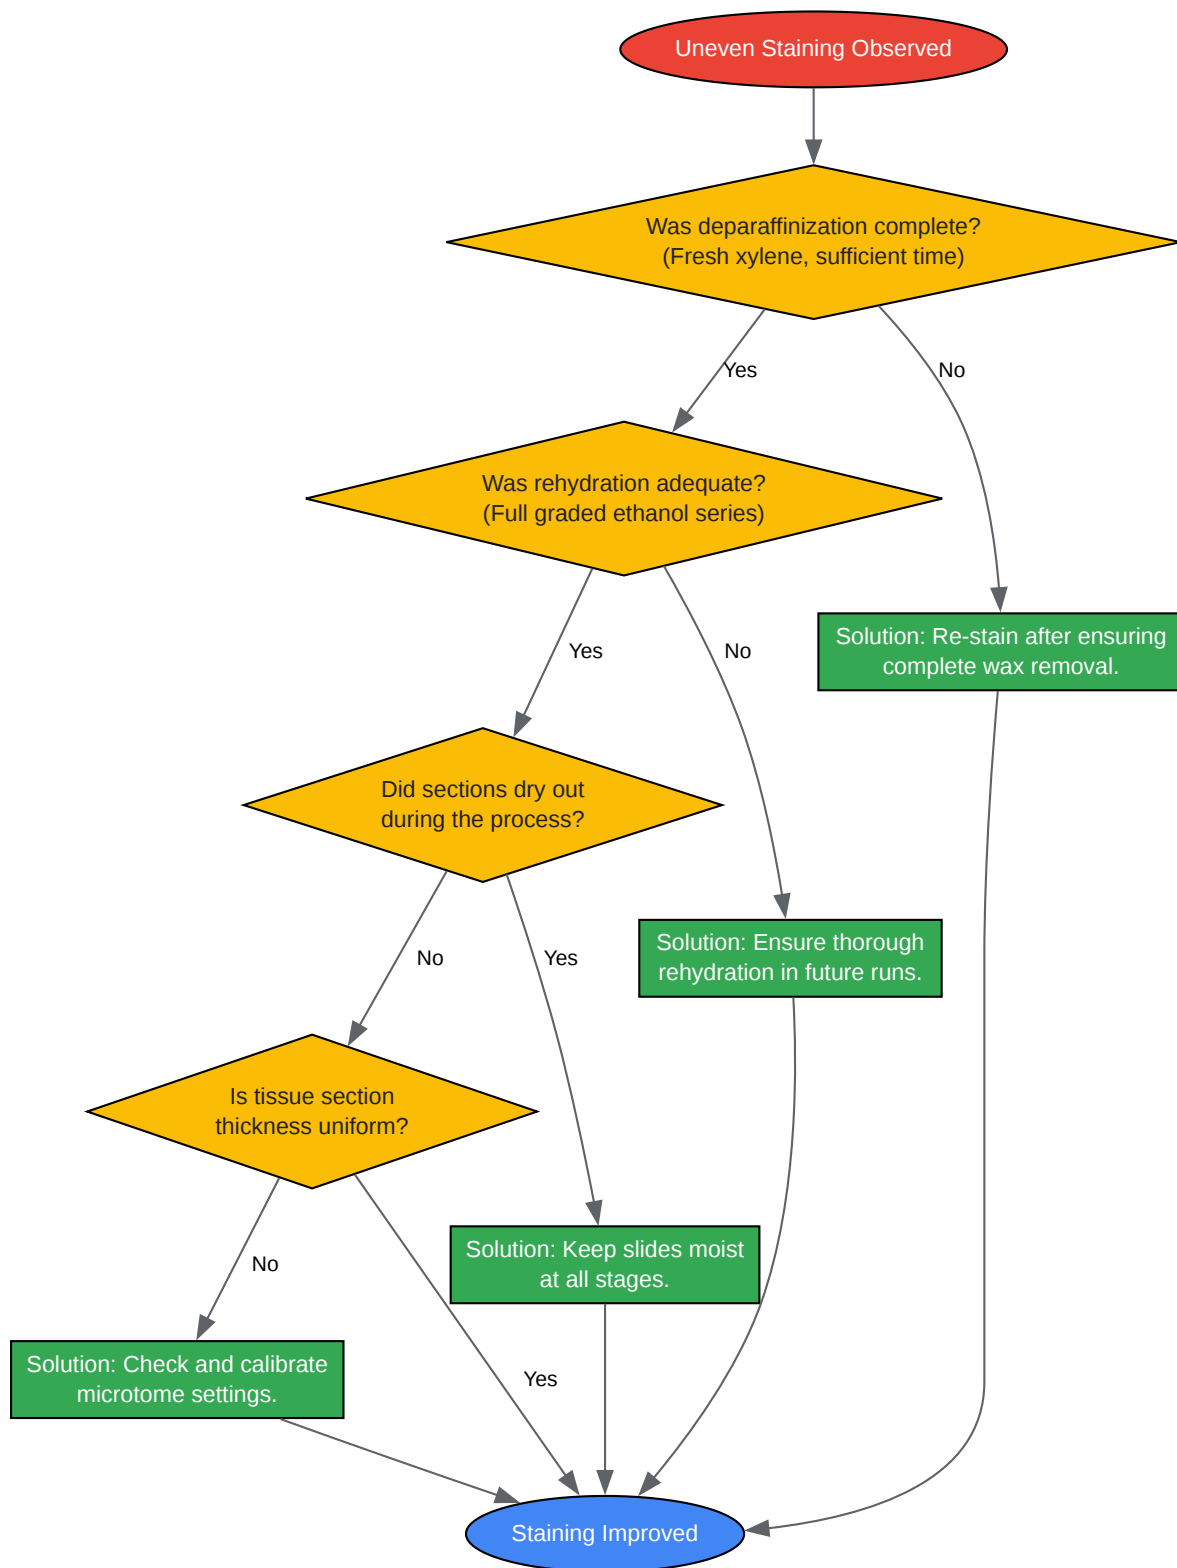 Uneven Staining Observed
Was deparaffinization complete?
(Fresh xylene, sufficient time)
Yes
No
Was rehydration adequate?
(Full graded ethanol series)
Solution: Re-stain after ensuring
complete wax removal.
Yes
No
Did sections dry out
during the process?
Solution: Ensure thorough
rehydration in future runs.
No
Yes
Is tissue section
thickness uniform?
Solution: Keep slides moist
at all stages.
No
Solution: Check and calibrate
microtome settings.
Yes
Staining Improved